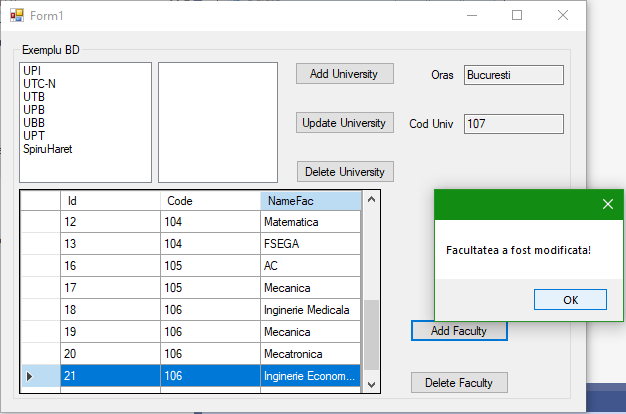 Form1
Exemplu BD
UPI
UTC-N
UTB
UPB
UBB
UPT
SpiruHaret
Add University
Update University
Delete University
Oras Bucuresti
Cod Univ 107
Id Code NameFac
12 104 Matematica
13 104 FSEGA
16 105 AC
17 105 Mecanica
18 106 Inginerie Medicala
19 106 Mecanica
20 106 Mecatronica
21 106 Inginerie Econom...
Facultatea a fost modificata!
OK
Add Faculty
Delete Faculty